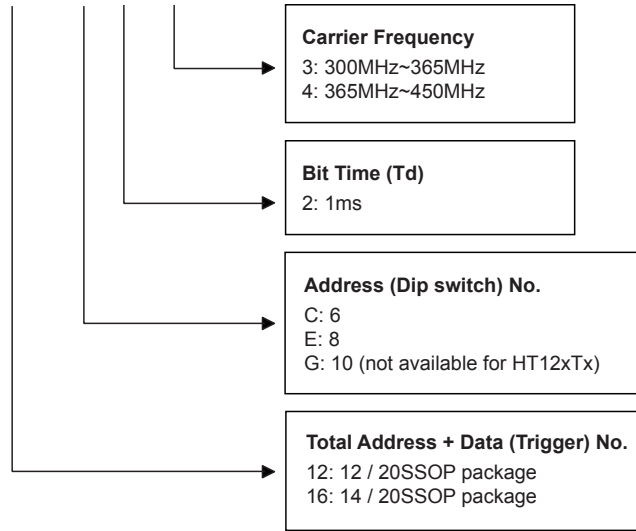 Carrier Frequency
3: 300MHz~365MHz
4: 365MHz~450MHz
Bit Time (Td)
2: 1ms
Address (Dip switch) No.
C: 6
E: 8
G: 10 (not available for HT12xTx)
Total Address + Data (Trigger) No.
12: 12 / 20SSOP package
16: 14 / 20SSOP package